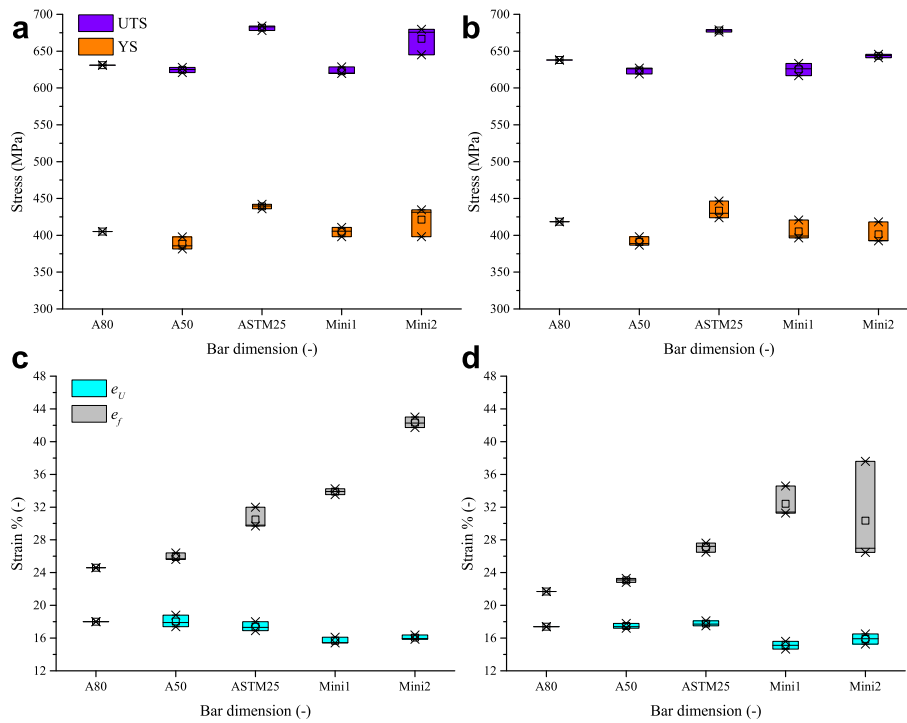 a
UTS
YS
700
650
600
575
550
500
450
400
350
300
Stress (MPa)
A80
A50
ASTM25
Mini1
Mini2
Bar dimension (-)
b
700
650
600
575
550
500
450
400
350
300
Stress (MPa)
A80
A50
ASTM25
Mini1
Mini2
Bar dimension (-)
c
e_U
e_f
48
44
40
36
32
28
24
20
16
12
Strain % (-)
A80
A50
ASTM25
Mini1
Mini2
Bar dimension (-)
d
48
44
40
36
32
28
24
20
16
12
Strain % (-)
A80
A50
ASTM25
Mini1
Mini2
Bar dimension (-)